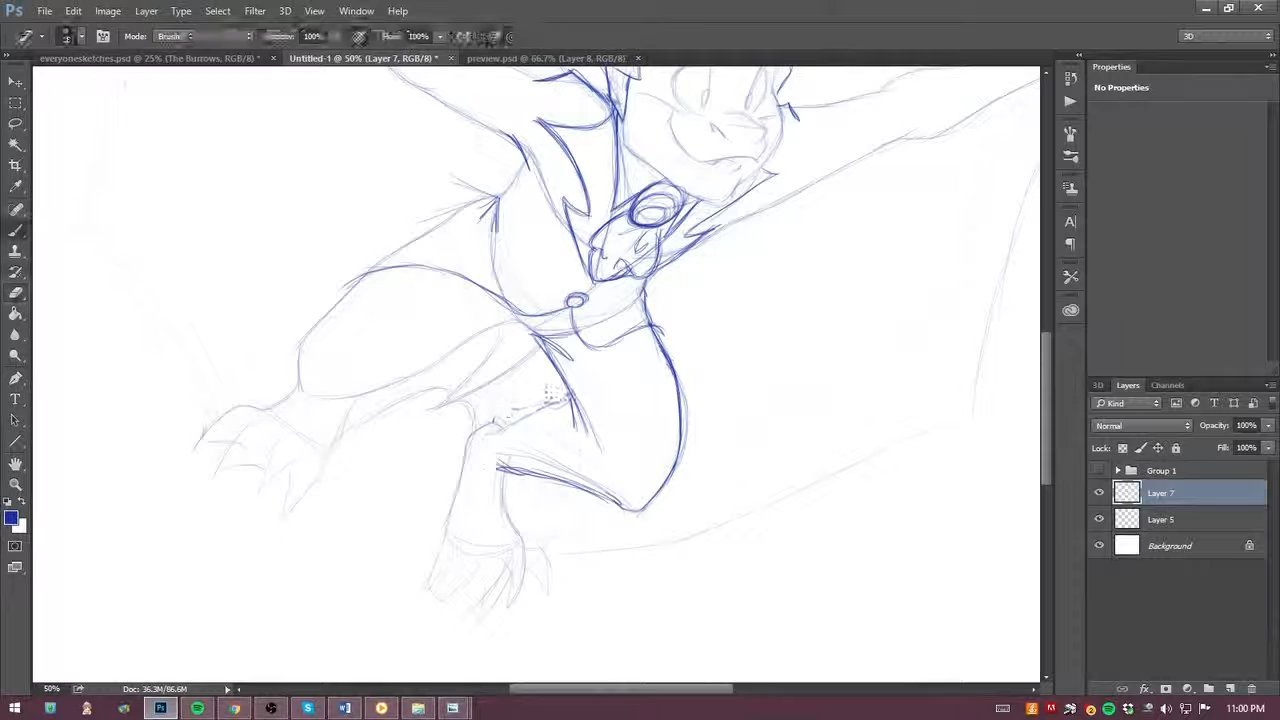 Ps File Edit Image Layer Type Select Filter 3D View Window Help
Mode: Brush 100% 100% 3D
everyonesketches.psd @ 25% (The Burrows, RGB/8) * × Untitled-1 @ 50% (Layer 7, RGB/8) * × preview.psd @ 66.7% (Layer 8, RGB/8) ×
Properties
No Properties
3D Layers Channels
Kind
Normal Opacity: 100%
Lock: Fill: 100%
Group 1
Layer 7
Layer 5
Background
50% Doc: 36.3M/86.6M
11:00 PM